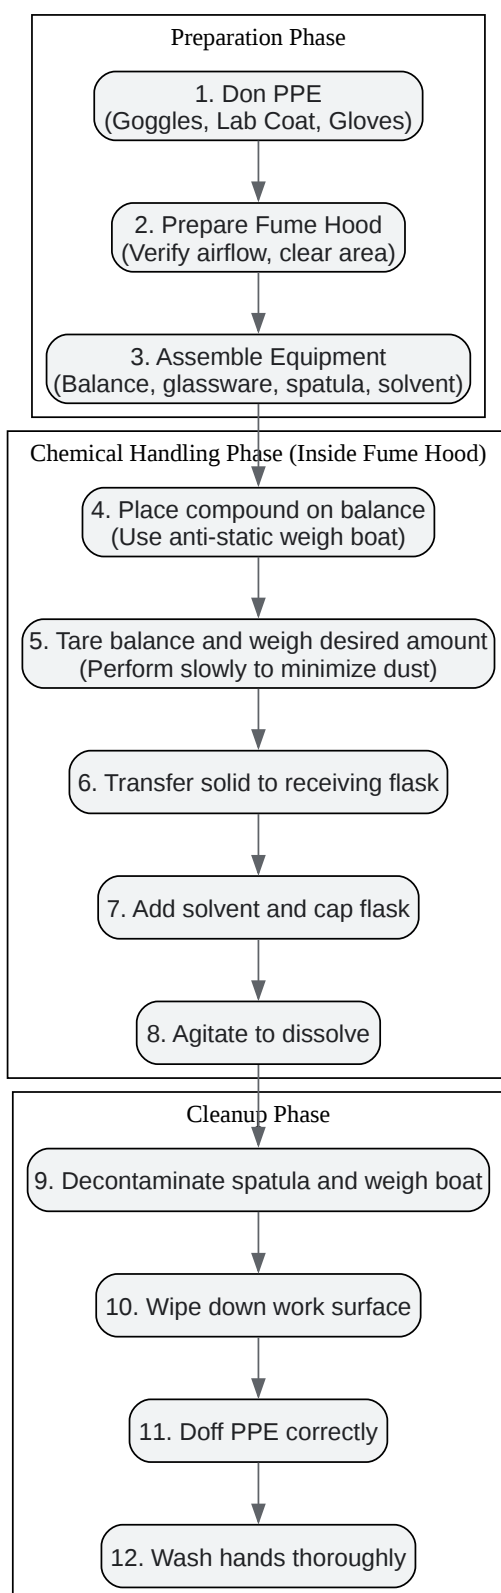 Preparation Phase
1. Don PPE
(Goggles, Lab Coat, Gloves)
2. Prepare Fume Hood
(Verify airflow, clear area)
3. Assemble Equipment
(Balance, glassware, spatula, solvent)
Chemical Handling Phase (Inside Fume Hood)
4. Place compound on balance
(Use anti-static weigh boat)
5. Tare balance and weigh desired amount
(Perform slowly to minimize dust)
6. Transfer solid to receiving flask
7. Add solvent and cap flask
8. Agitate to dissolve
Cleanup Phase
9. Decontaminate spatula and weigh boat
10. Wipe down work surface
11. Doff PPE correctly
12. Wash hands thoroughly